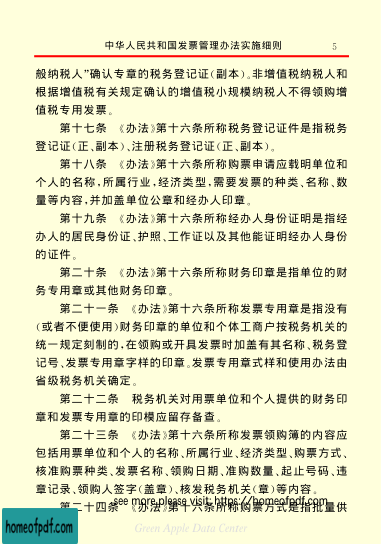 中华人民共和国发票管理办法实施细则 5
般纳税人”确认专章的税务登记证(副本)。非增值税纳税人和
根据增值税有关规定确认的增值税小规模纳税人不得领购增
值税专用发票。
第十七条 《办法》第十六条所称税务登记证件是指税务
登记证(正、副本)、注册税务登记证(正、副本)。
第十八条 《办法》第十六条所称购票申请应载明单位和
个人的名称,所属行业,经济类型,需要发票的种类、名称、数
量等内容,并加盖单位公章和经办人印章。
第十九条 《办法》第十六条所称经办人身份证明是指经
办人的居民身份证、护照、工作证以及其他能证明经办人身份
的证件。
第二十条 《办法》第十六条所称财务印章是指单位的财
务专用章或其他财务印章。
第二十一条 《办法》第十六条所称发票专用章是指没有
(或者不便使用)财务印章的单位和个体工商户按税务机关的
统一规定刻制的,在领购或开具发票时加盖有其名称、税务登
记号、发票专用章字样的印章。发票专用章式样和使用办法由
省级税务机关确定。
第二十二条 税务机关对用票单位和个人提供的财务印
章和发票专用章的印模应留存备查。
第二十三条 《办法》第十六条所称发票领购簿的内容应
包括用票单位和个人的名称、所属行业、经济类型、购票方式、
核准购票种类、发票名称、领购日期、准购数量、起止号码、违
章记录、领购人签字(盖章)、核发税务机关(章)等内容。
第二十四条 《办法》第十六条所称购票方式是指批量供
see more please visit: https://homeofpdf.com
homeofpdf.com
Green Apple Data Center